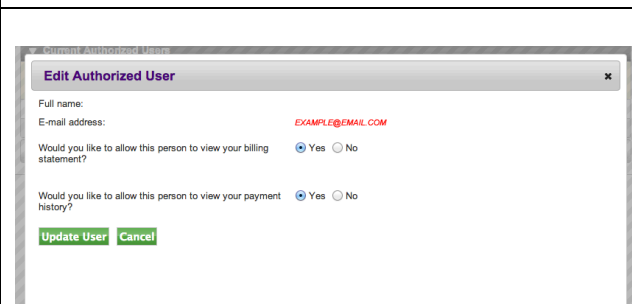 ▼ Current Authorized Users
Edit Authorized User
×
Full name:
E-mail address: EXAMPLE@EMAIL.COM
Would you like to allow this person to view your billing Yes No
statement?
Would you like to allow this person to view your payment Yes No
history?
Update User Cancel